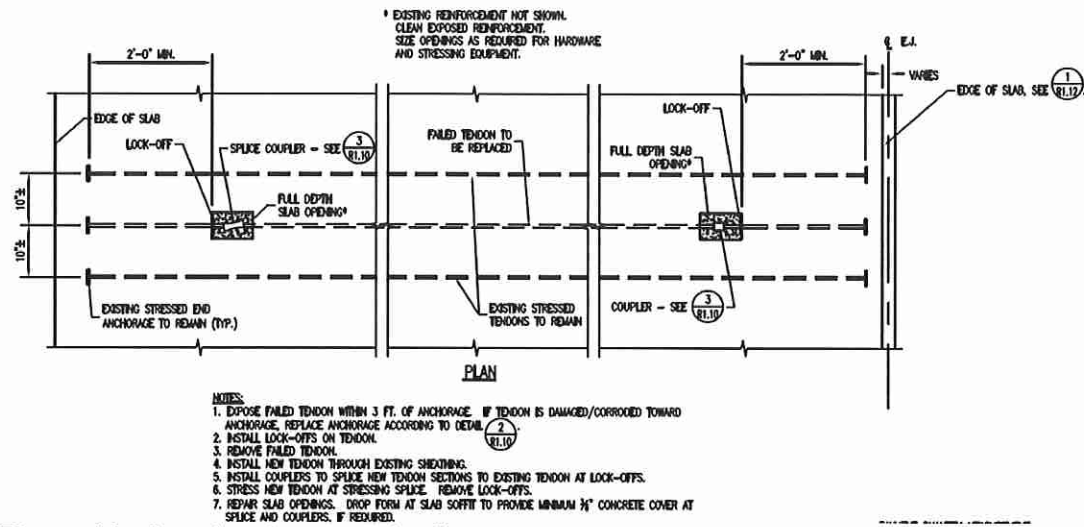 * EXISTING REINFORCEMENT NOT SHOWN.
CLEAN EXPOSED REINFORCEMENT.
SIZE OPENINGS AS REQUIRED FOR HARDWARE
AND STRESSING EQUIPMENT.
℄ E.J.
2'-0" MIN.
2'-0" MIN.
VARIES
EDGE OF SLAB, SEE 1
R1.12
EDGE OF SLAB
LOCK-OFF
LOCK-OFF
SPLICE COUPLER - SEE 3
R1.10
FAILED TENDON TO
BE REPLACED
FULL DEPTH SLAB
OPENING*
10"±
FULL DEPTH
SLAB OPENING*
10"±
EXISTING STRESSED END
ANCHORAGE TO REMAIN (TYP.)
EXISTING STRESSED
TENDONS TO REMAIN
COUPLER - SEE 3
R1.10
PLAN
NOTES:
1. EXPOSE FAILED TENDON WITHIN 3 FT. OF ANCHORAGE. IF TENDON IS DAMAGED/CORRODED TOWARD
ANCHORAGE, REPLACE ANCHORAGE ACCORDING TO DETAIL 2
R1.10 .
2. INSTALL LOCK-OFFS ON TENDON.
3. REMOVE FAILED TENDON.
4. INSTALL NEW TENDON THROUGH EXISTING SHEATHING.
5. INSTALL COUPLERS TO SPLICE NEW TENDON SECTIONS TO EXISTING TENDON AT LOCK-OFFS.
6. STRESS NEW TENDON AT STRESSING SPLICE. REMOVE LOCK-OFFS.
7. REPAIR SLAB OPENINGS. DROP FORM AT SLAB SOFFIT TO PROVIDE MINIMUM ¾" CONCRETE COVER AT
SPLICE AND COUPLERS, IF REQUIRED.